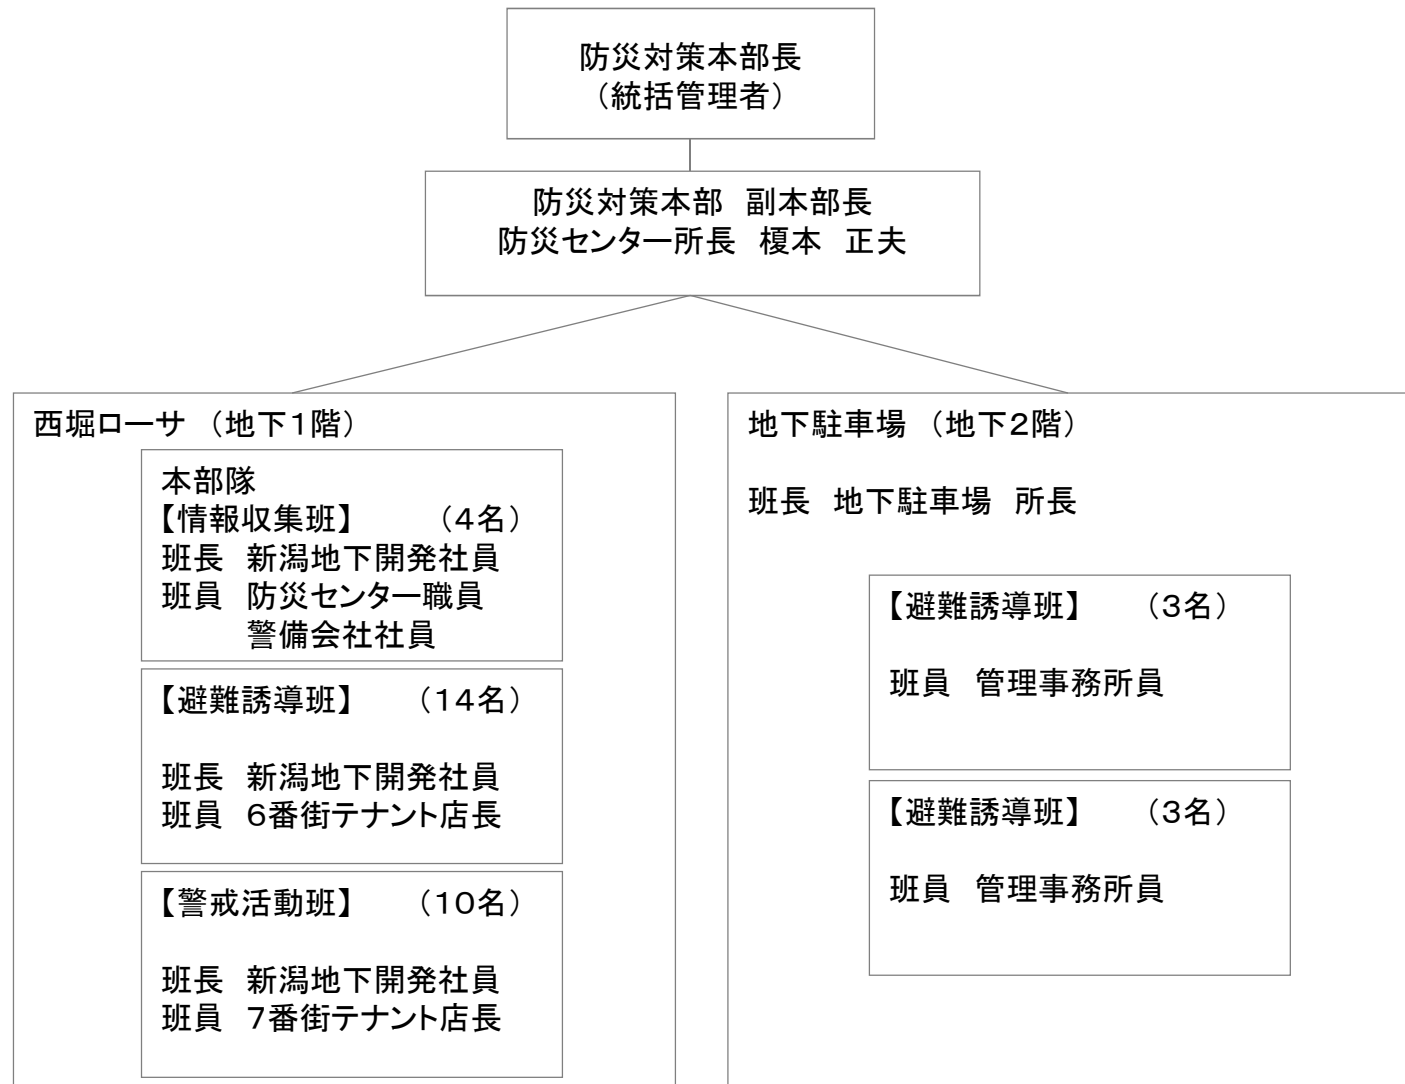 防災対策本部長
（統括管理者）
防災対策本部　副本部長
防災センター所長　榎本　正夫
西堀ローサ　（地下１階）
本部隊
【情報収集班】　　　（４名）
班長　新潟地下開発社員
班員　防災センター職員
警備会社社員
【避難誘導班】　　（１４名）
班長　新潟地下開発社員
班員　６番街テナント店長
【警戒活動班】　　（１０名）
班長　新潟地下開発社員
班員　７番街テナント店長
地下駐車場　（地下２階）
班長　地下駐車場　所長
【避難誘導班】　　（３名）
班員　管理事務所員
【避難誘導班】　　（３名）
班員　管理事務所員